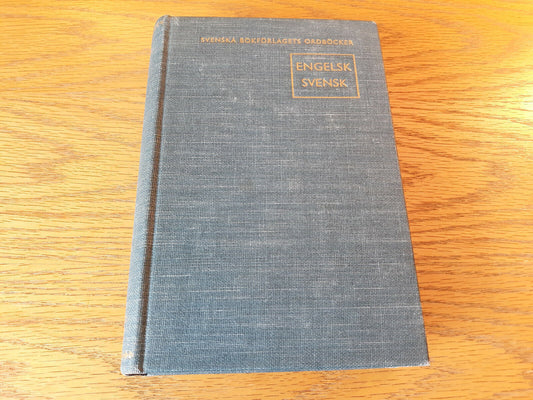 SVENSKA BOKFÖRLAGETS ORDBÖCKER
ENGELSK
SVENSK